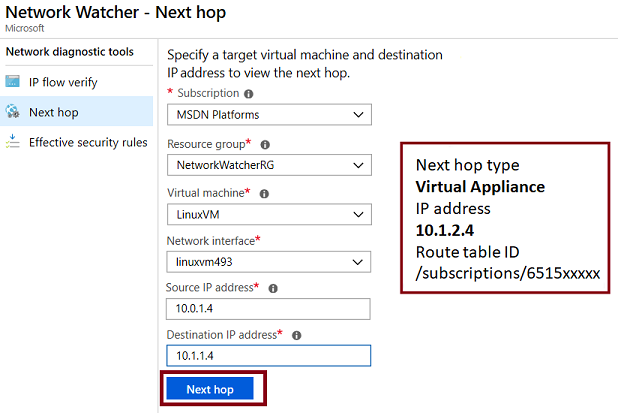 Network Watcher - Next hop
Microsoft
Network diagnostic tools
IP flow verify
Next hop
Effective security rules
Specify a target virtual machine and destination
IP address to view the next hop.
* Subscription
MSDN Platforms
Resource group*
NetworkWatcherRG
Virtual machine*
LinuxVM
Network interface*
linuxvm493
Source IP address*
10.0.1.4
Destination IP address*
10.1.1.4
Next hop
Next hop type
Virtual Appliance
IP address
10.1.2.4
Route table ID
/subscriptions/6515xxxxx